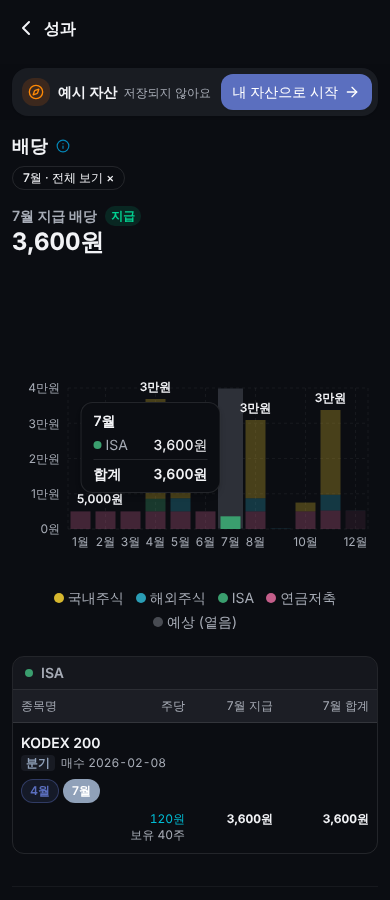 성과
예시 자산 저장되지 않아요 내 자산으로 시작 →
배당
7월 · 전체 보기 ×
7월 지급 배당 지급
3,600원
4만원
3만원
2만원
1만원
0원
3만원
3만원
3만원
5,000원
7월
ISA 3,600원
합계 3,600원
1월 2월 3월 4월 5월 6월 7월 8월 10월 12월
국내주식 해외주식 ISA 연금저축
예상 (옅음)
ISA
종목명 주당 7월 지급 7월 합계
KODEX 200
분기 매수 2026-02-08
4월 7월
120원 3,600원 3,600원
보유 40주